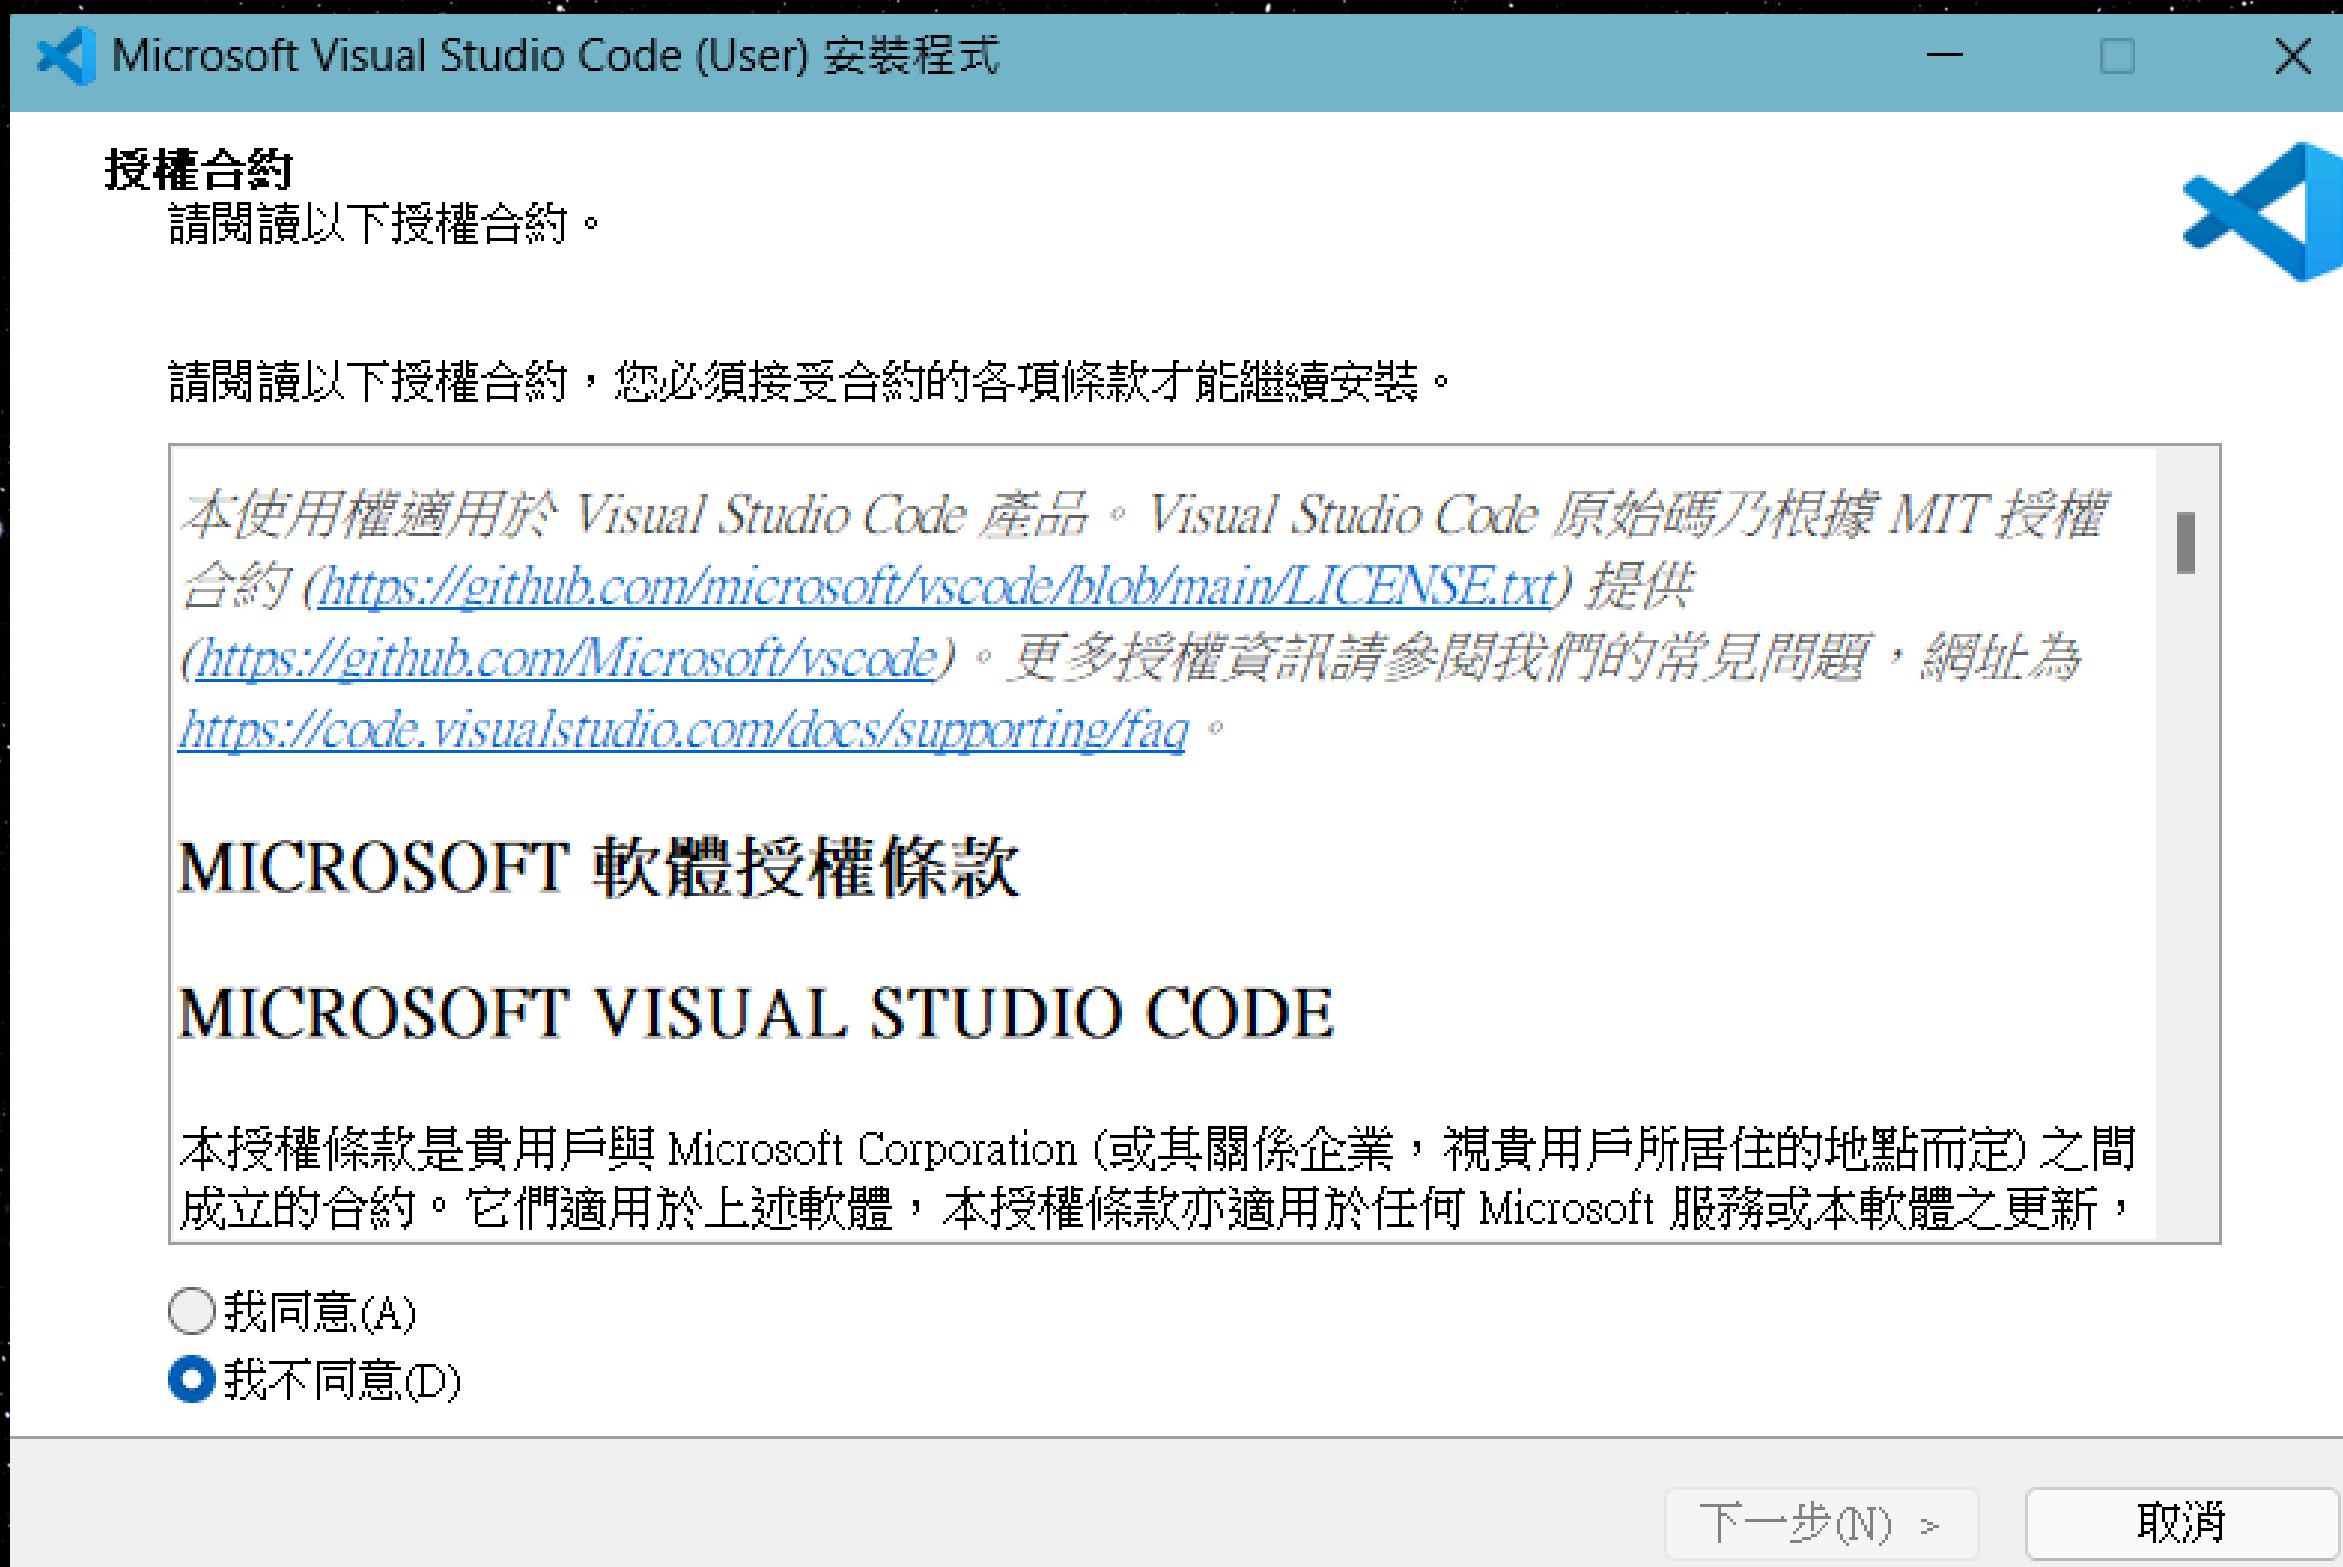 Microsoft Visual Studio Code (User) 安裝程式
授權合約
請閱讀以下授權合約。
請閱讀以下授權合約，您必須接受合約的各項條款才能繼續安裝。
本使用權適用於 Visual Studio Code 產品。Visual Studio Code 原始碼乃根據 MIT 授權
合約 (https://github.com/microsoft/vscode/blob/main/LICENSE.txt) 提供
(https://github.com/Microsoft/vscode)。更多授權資訊請參閱我們的常見問題，網址為
https://code.visualstudio.com/docs/supporting/faq。
MICROSOFT 軟體授權條款
MICROSOFT VISUAL STUDIO CODE
本授權條款是貴用戶與 Microsoft Corporation (或其關係企業，視貴用戶所居住的地點而定) 之間
成立的合約。它們適用於上述軟體，本授權條款亦適用於任何 Microsoft 服務或本軟體之更新，
我同意(A)
我不同意(D)
下一步(N) >
取消